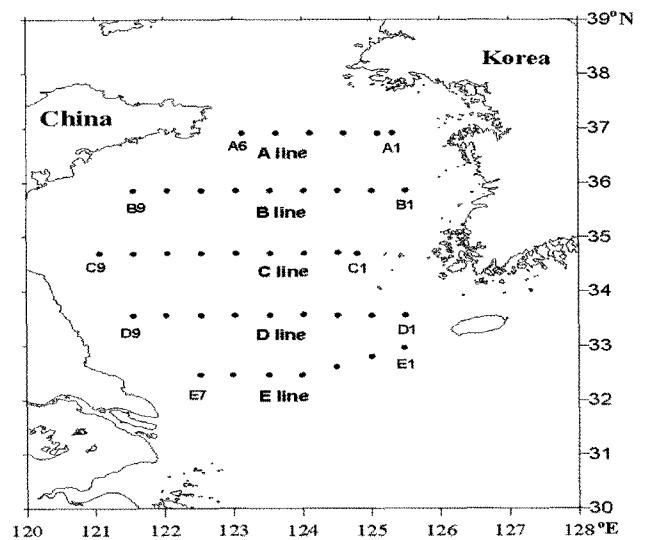 39°N
Korea
38
China
37
A6
A1
A line
36
B9
B1
B line
35
C9
C1
C line
34
D9
D1
D line
33
E1
E7
E line
32
31
30
120 121 122 123 124 125 126 127 128°E